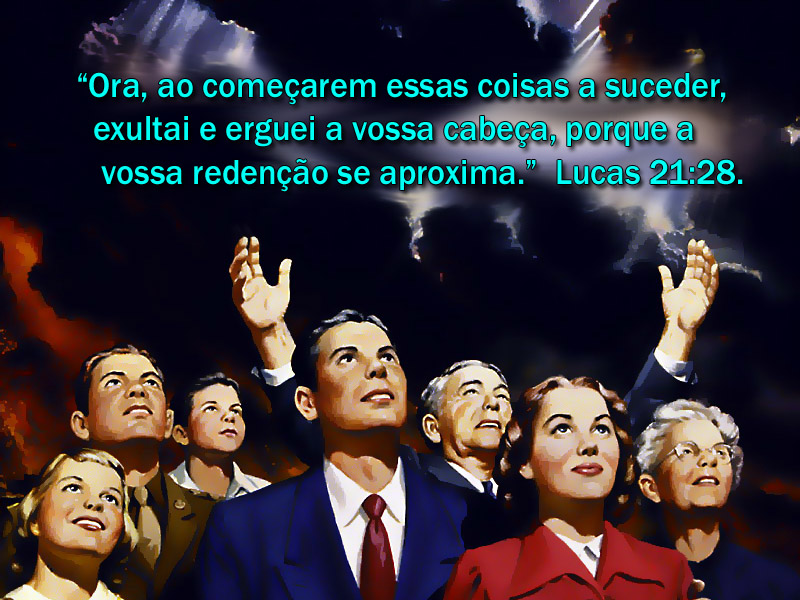 “Ora, ao começarem essas coisas a suceder,
exultai e erguei a vossa cabeça, porque a
vossa redenção se aproxima.” Lucas 21:28.